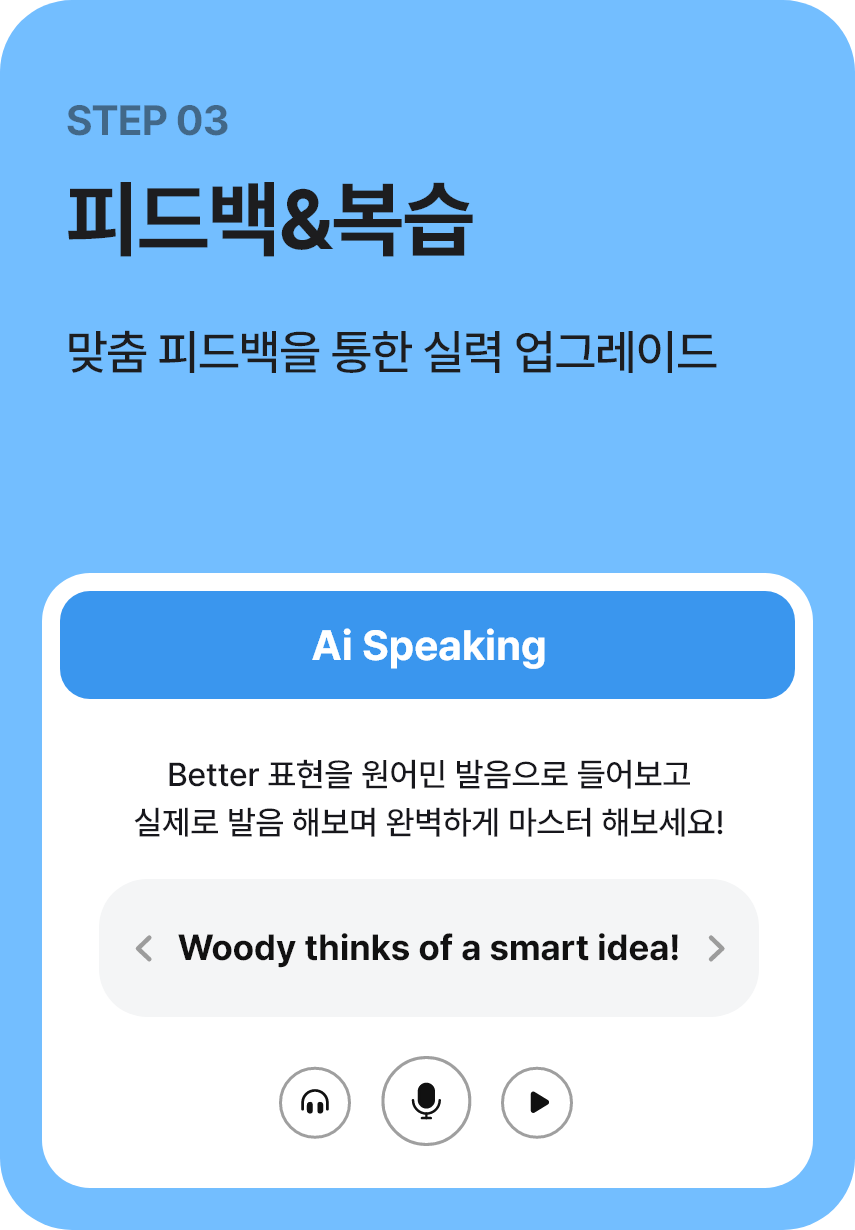 STEP 03
피드백&복습
맞춤 피드백을 통한 실력 업그레이드
Ai Speaking
Better 표현을 원어민 발음으로 들어보고
실제로 발음 해보며 완벽하게 마스터 해보세요!
Woody thinks of a smart idea!